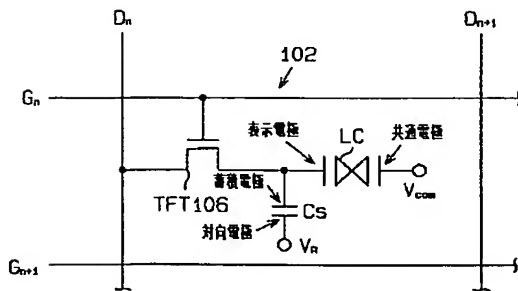 Dn
Dn+1
102
Gn
表示電極
LC
共通電極
Vcom
TFT106
蓄積電極
Cs
対向電極
VR
Gn+1